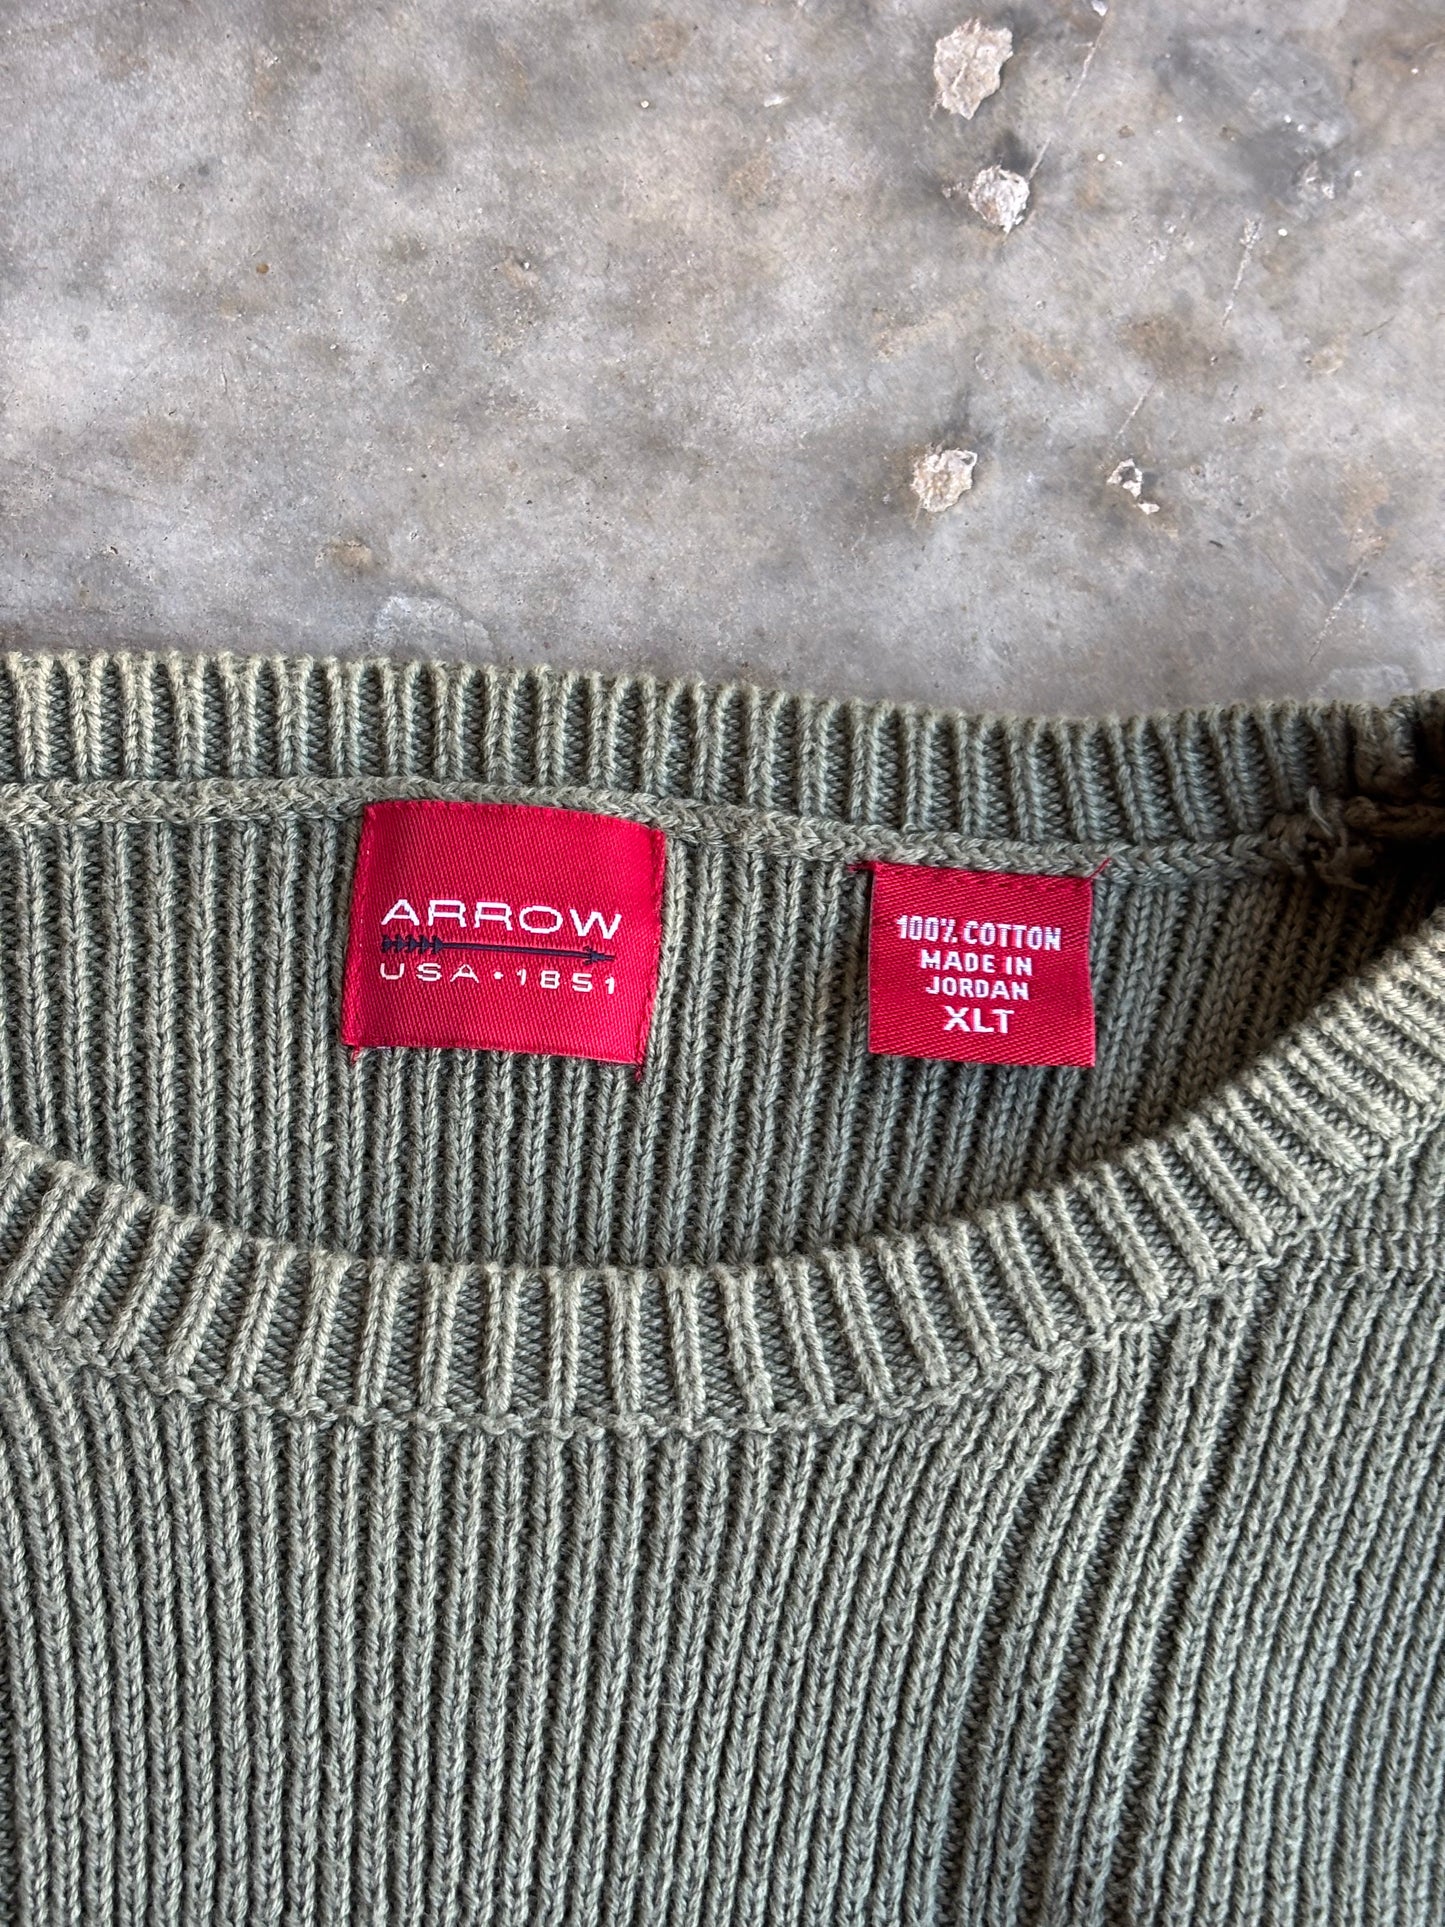 ARROW
USA • 1851
100% COTTON
MADE IN
JORDAN
XLT